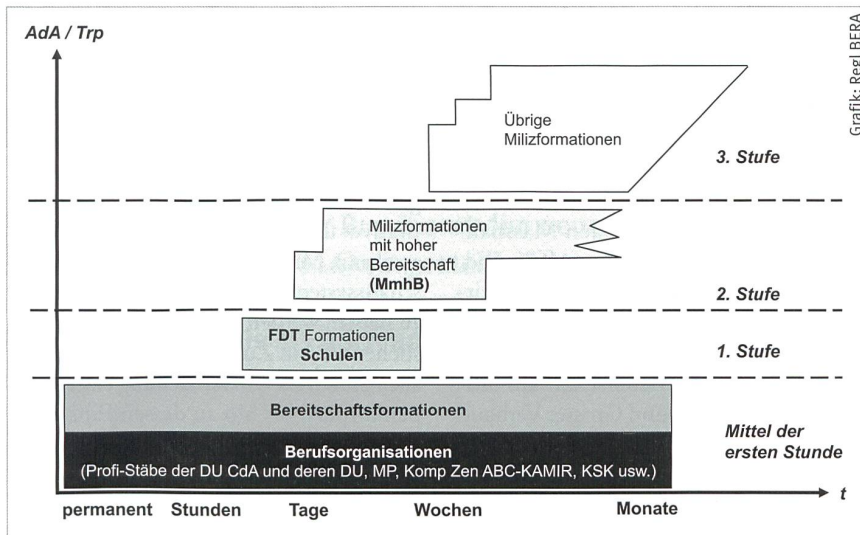 AdA / Trp
Grafik: Regl BERA
Übrige
Milizformationen
3. Stufe
Milizformationen
mit hoher
Bereitschaft
(MmhB)
2. Stufe
FDT Formationen
Schulen
1. Stufe
Bereitschaftsformationen
Berufsorganisationen
(Profi-Stäbe der DU CdA und deren DU, MP, Komp Zen ABC-KAMIR, KSK usw.)
Mittel der
ersten Stunde
t
permanent Stunden Tage Wochen Monate